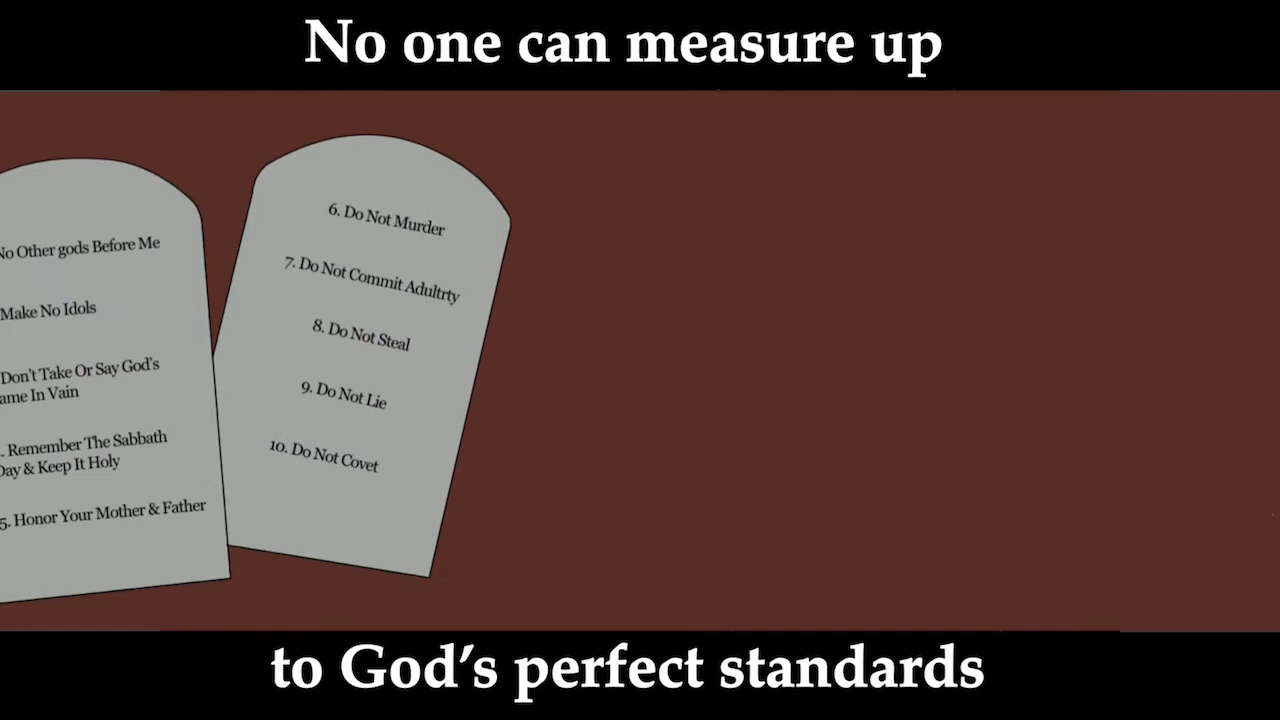 No one can measure up
No Other gods Before Me
Make No Idols
Don't Take Or Say God's
ame In Vain
. Remember The Sabbath
Day & Keep It Holy
5. Honor Your Mother & Father
6. Do Not Murder
7. Do Not Commit Adultrty
8. Do Not Steal
9. Do Not Lie
10. Do Not Covet
to God's perfect standards